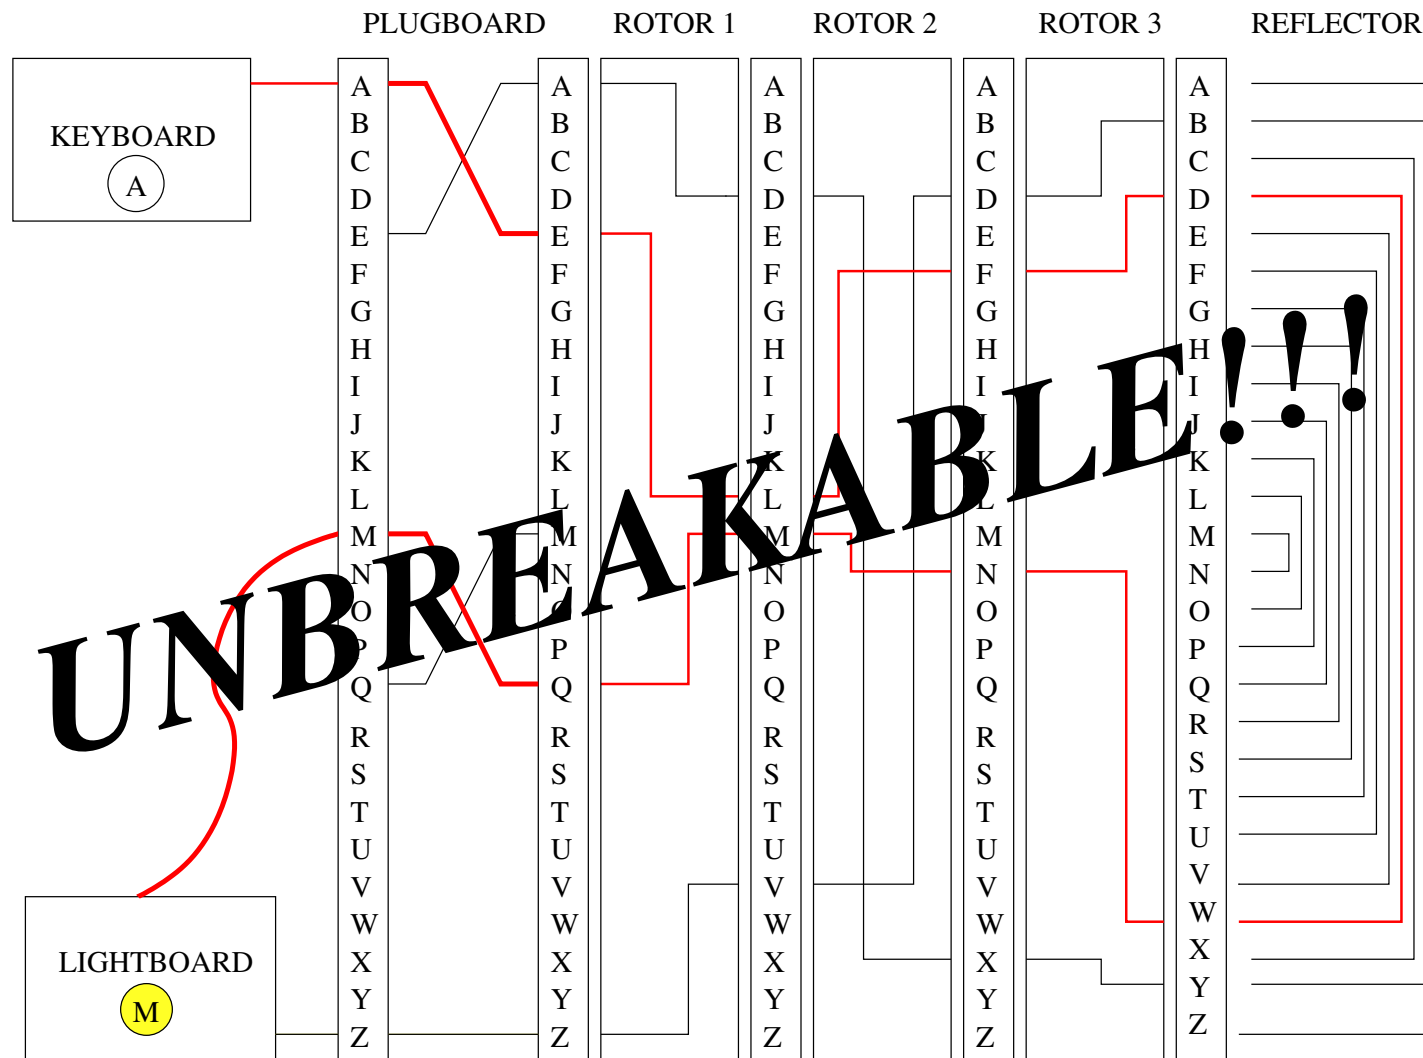 PLUGBOARD ROTOR 1 ROTOR 2 ROTOR 3 REFLECTOR
A A A A A
B B B B B
KEYBOARD
C C C C C
A
D D D D D
E E E E E
F F F F F
G G G G G
H H H H H
I I I I I
J J J J J
K K K K K
L L L L L
M M M M M
N N N N N
O O O O O
P P P P P
Q Q Q Q Q
R R R R R
S S S S S
T T T T T
U U U U U
V V V V V
W W W W W
LIGHTBOARD
X X X X X
M
Y Y Y Y Y
Z Z Z Z Z
UNBREAKABLE!!!